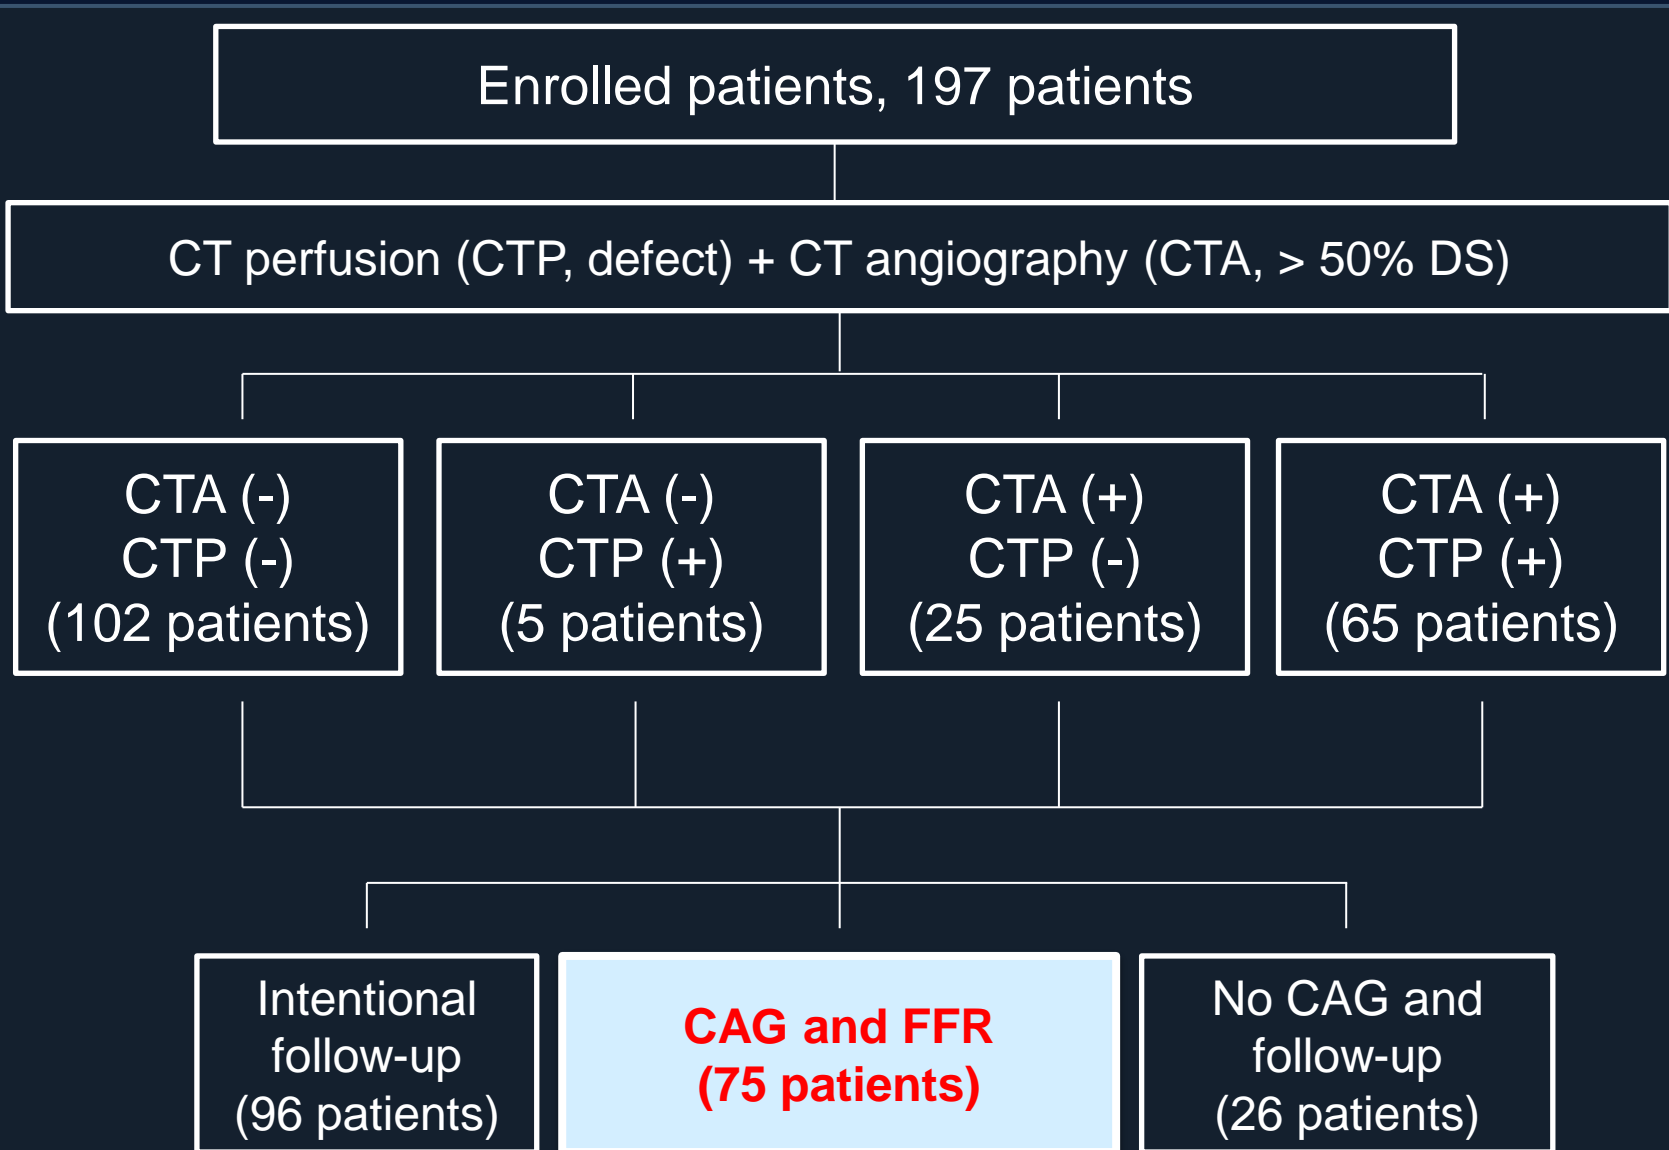 Enrolled patients, 197 patients
CT perfusion (CTP, defect) + CT angiography (CTA, > 50% DS)
CTA (-)
CTP (-)
(102 patients)
CTA (-)
CTP (+)
(5 patients)
CTA (+)
CTP (-)
(25 patients)
CTA (+)
CTP (+)
(65 patients)
Intentional
follow-up
(96 patients)
CAG and FFR
(75 patients)
No CAG and
follow-up
(26 patients)